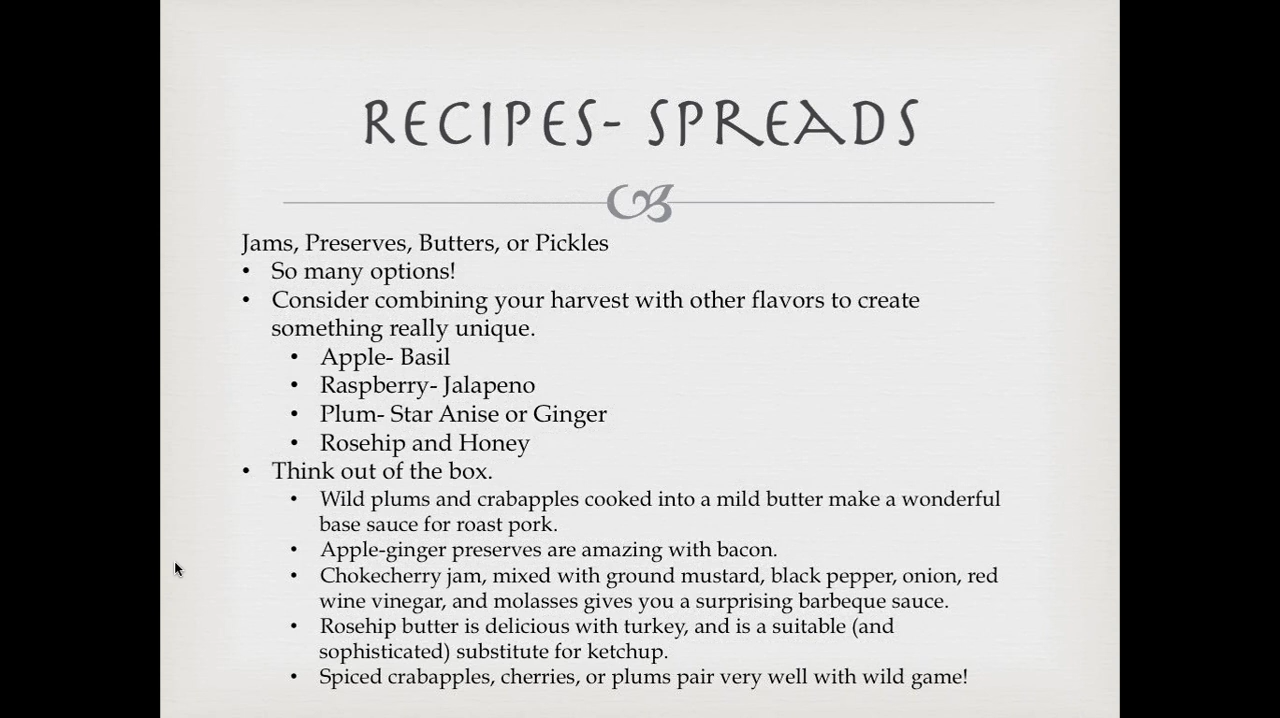 RECIPES- SPREADS
Jams, Preserves, Butters, or Pickles
• So many options!
• Consider combining your harvest with other flavors to create
something really unique.
• Apple- Basil
• Raspberry- Jalapeno
• Plum- Star Anise or Ginger
• Rosehip and Honey
• Think out of the box.
• Wild plums and crabapples cooked into a mild butter make a wonderful
base sauce for roast pork.
• Apple-ginger preserves are amazing with bacon.
• Chokecherry jam, mixed with ground mustard, black pepper, onion, red
wine vinegar, and molasses gives you a surprising barbeque sauce.
• Rosehip butter is delicious with turkey, and is a suitable (and
sophisticated) substitute for ketchup.
• Spiced crabapples, cherries, or plums pair very well with wild game!